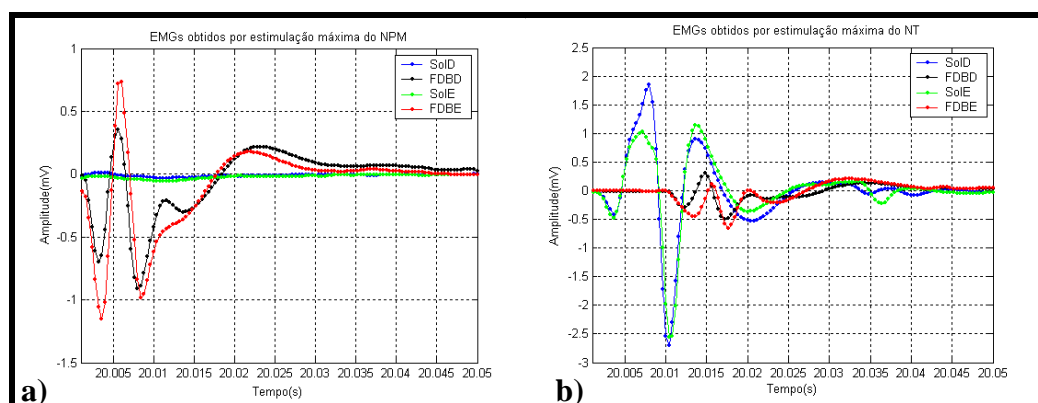 EMGs obtidos por estimulação máxima do NPM
1
0.5
0
-0.5
-1
-1.5
Amplitude(mV)
SolD
FDBD
SolE
FDBE
20.005 20.01 20.015 20.02 20.025 20.03 20.035 20.04 20.045 20.05
Tempo(s)
a)
EMGs obtidos por estimulação máxima do NT
2.5
2
1.5
1
0.5
0
-0.5
-1
-1.5
-2
-2.5
-3
Amplitude(mV)
SolD
FDBD
SolE
FDBE
20.005 20.01 20.015 20.02 20.025 20.03 20.035 20.04 20.045 20.05
Tempo(s)
b)